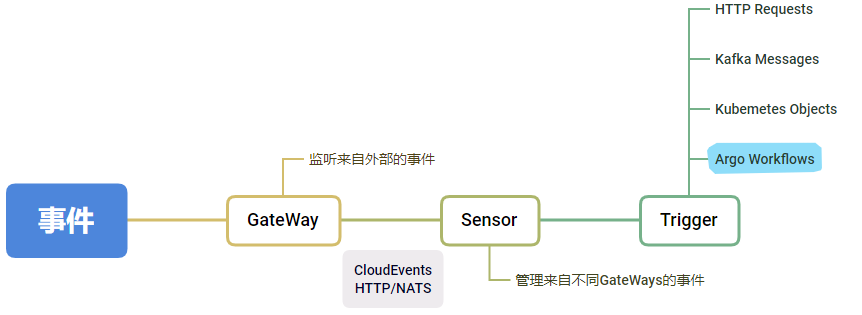 HTTP Requests
Kafka Messages
Kubemetes Objects
Argo Workflows
监听来自外部的事件
事件
GateWay
Sensor
Trigger
CloudEvents
HTTP/NATS
管理来自不同GateWays的事件